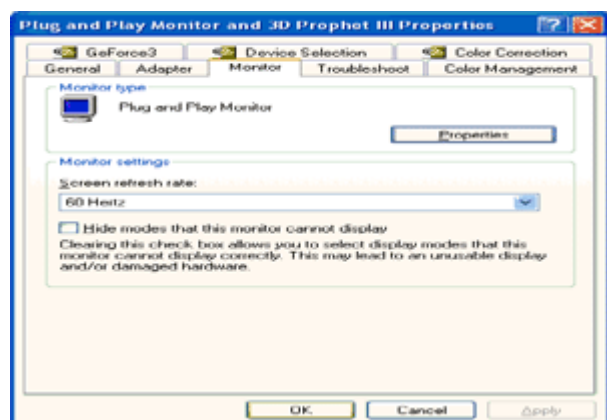 Plug and Play Monitor and 3D Prophet III Properties
GeForce3 Device Selection Color Correction
General Adapter Monitor Troubleshoot Color Management
Monitor type
Plug and Play Monitor
Properties
Monitor settings
Screen refresh rate:
60 Hertz
Hide modes that this monitor cannot display
Clearing this check box allows you to select display modes that this
monitor cannot display correctly. This may lead to an unusable display
and/or damaged hardware.
OK Cancel Apply